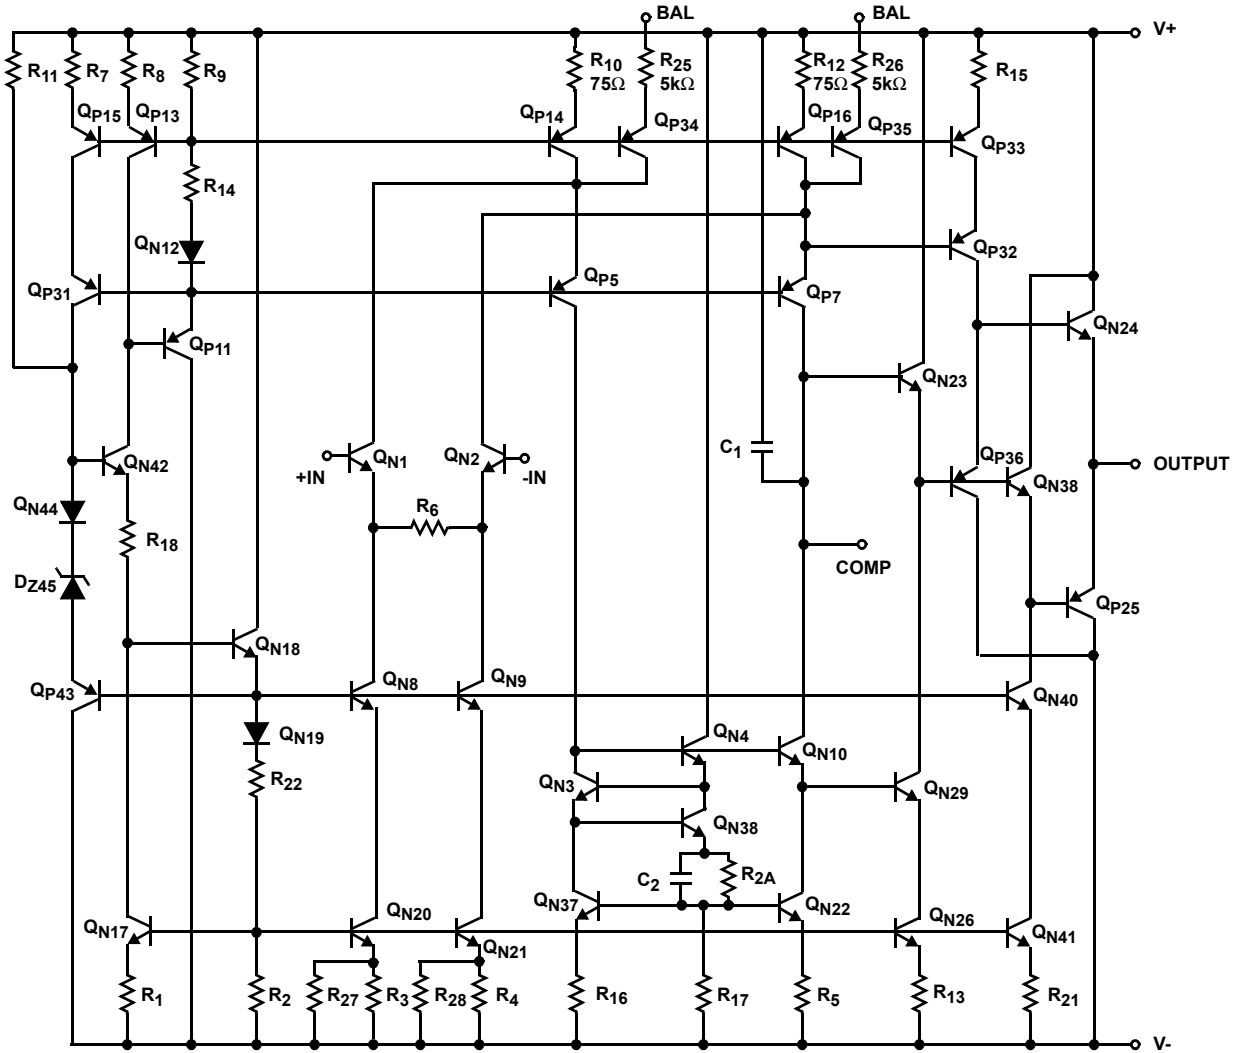 BAL BAL
V+
R11 R7 R8 R9 R10 75Ω R25 5kΩ R12 75Ω R26 5kΩ R15
QP15 QP13 QP14 QP34 QP16 QP35 QP33
R14
QN12 QP32
QP31 QP5 QP7
QP11 QN24
QN23
C1
QN42 QN1 QN2 QP36 OUTPUT
+IN -IN QN38
QN44 R6
R18
COMP
DZ45 QP25
QN18
QP43 QN8 QN9 QN40
QN19 QN4 QN10
R22 QN3 QN29
QN38
C2 R2A
QN37 QN22
QN17 QN20 QN26 QN41
QN21
R1 R2 R27 R3 R28 R4 R16 R17 R5 R13 R21
V-